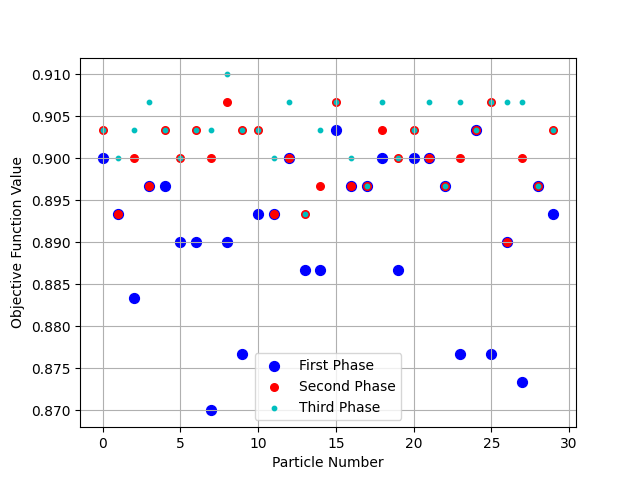 0.910
0.905
0.900
0.895
0.890
0.885
0.880
0.875
0.870
Objective Function Value
First Phase
Second Phase
Third Phase
0 5 10 15 20 25 30
Particle Number